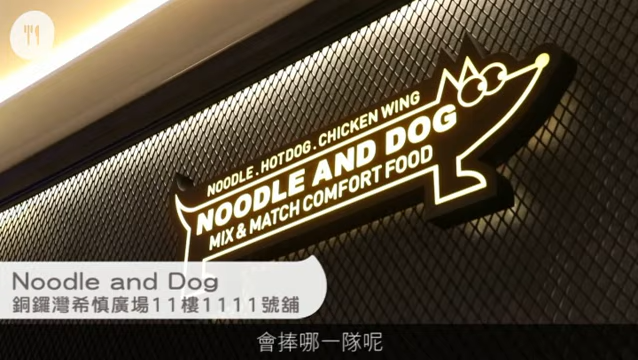 NOODLE . HOTDOG . CHICKEN WING
NOODLE AND DOG
MIX & MATCH COMFORT FOOD
Noodle and Dog
銅鑼灣希慎廣場11樓1111號舖
會捧哪一隊呢